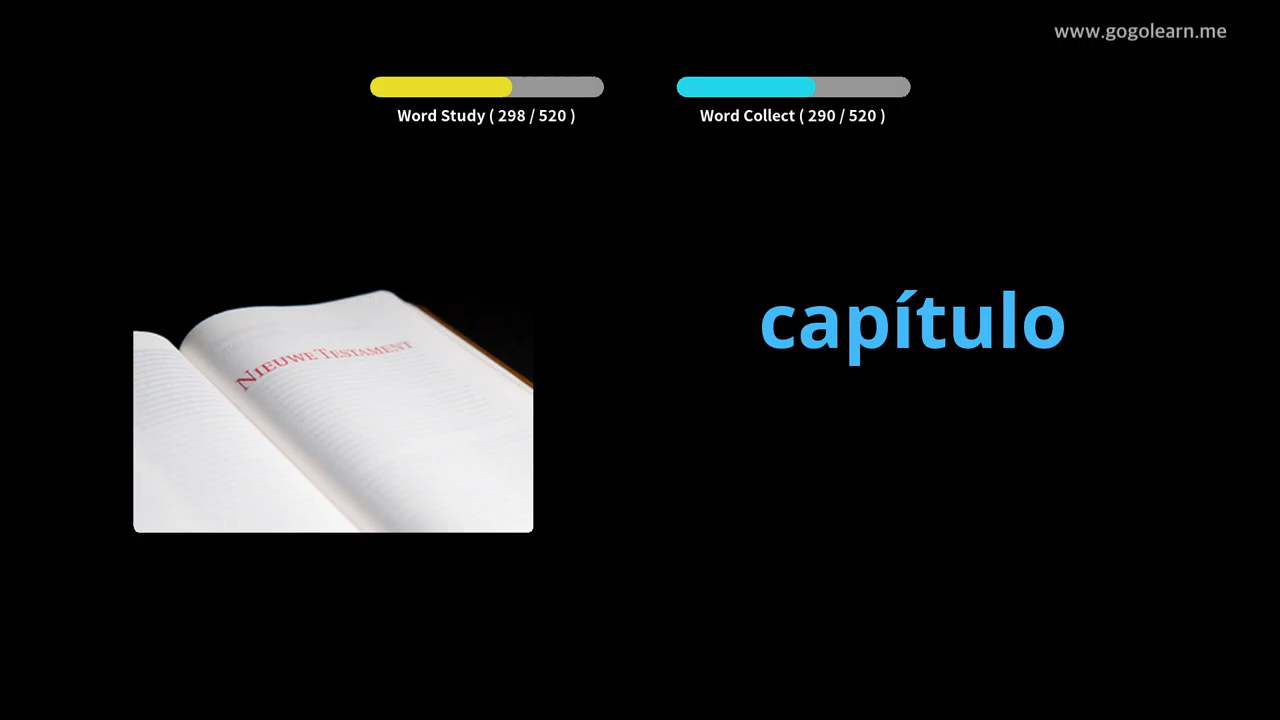 www.gogolearn.me
Word Study ( 298 / 520 )
Word Collect ( 290 / 520 )
capítulo
NIEUWE TESTAMENT